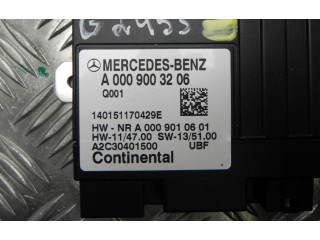 MERCEDES-BENZ
A 000 900 32 06
Q001
140151170429E
HW - NR A 000 901 06 01
HW-11/47.00 SW-13/51.00
A2C30401500 UBF
Continental